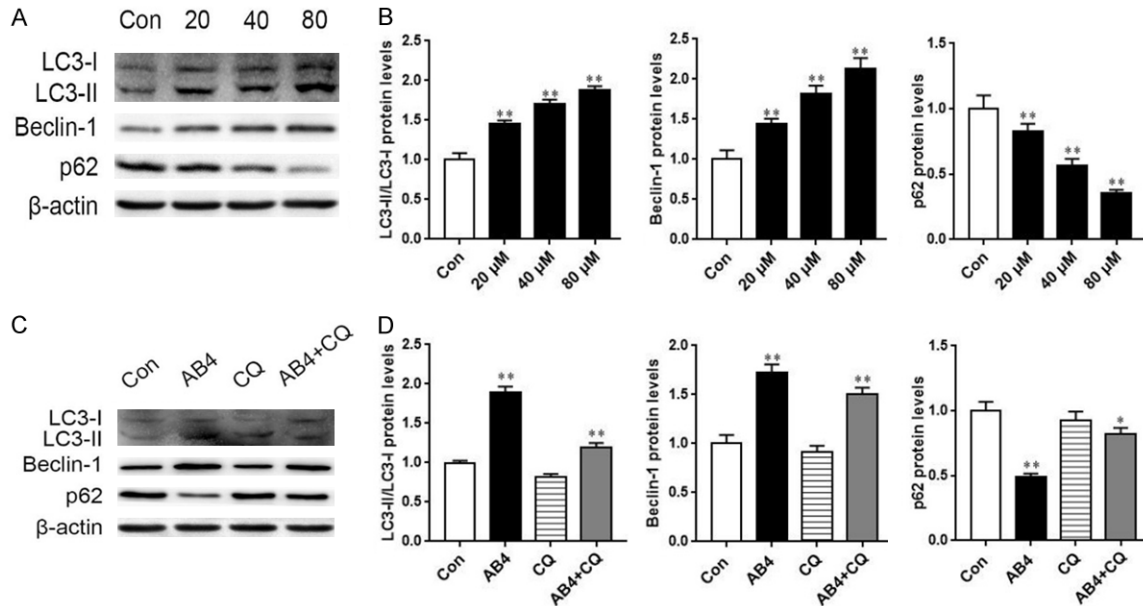 A
Con 20 40 80
LC3-I
LC3-II
Beclin-1
p62
β-actin
B
LC3-II/LC3-I protein levels
2.5
2.0
1.5
1.0
0.5
0.0
**
**
**
Con
20 μM
40 μM
80 μM
Beclin-1 protein levels
2.5
2.0
1.5
1.0
0.5
0.0
**
**
**
Con
20 μM
40 μM
80 μM
p62 protein levels
1.5
1.0
0.5
0.0
**
**
**
Con
20 μM
40 μM
80 μM
C
Con AB4 CQ AB4+CQ
LC3-I
LC3-II
Beclin-1
p62
β-actin
D
LC3-II/LC3-I protein levels
2.5
2.0
1.5
1.0
0.5
0.0
**
**
Con
AB4
CQ
AB4+CQ
Beclin-1 protein levels
2.0
1.5
1.0
0.5
0.0
**
**
Con
AB4
CQ
AB4+CQ
p62 protein levels
1.5
1.0
0.5
0.0
**
*
Con
AB4
CQ
AB4+CQ